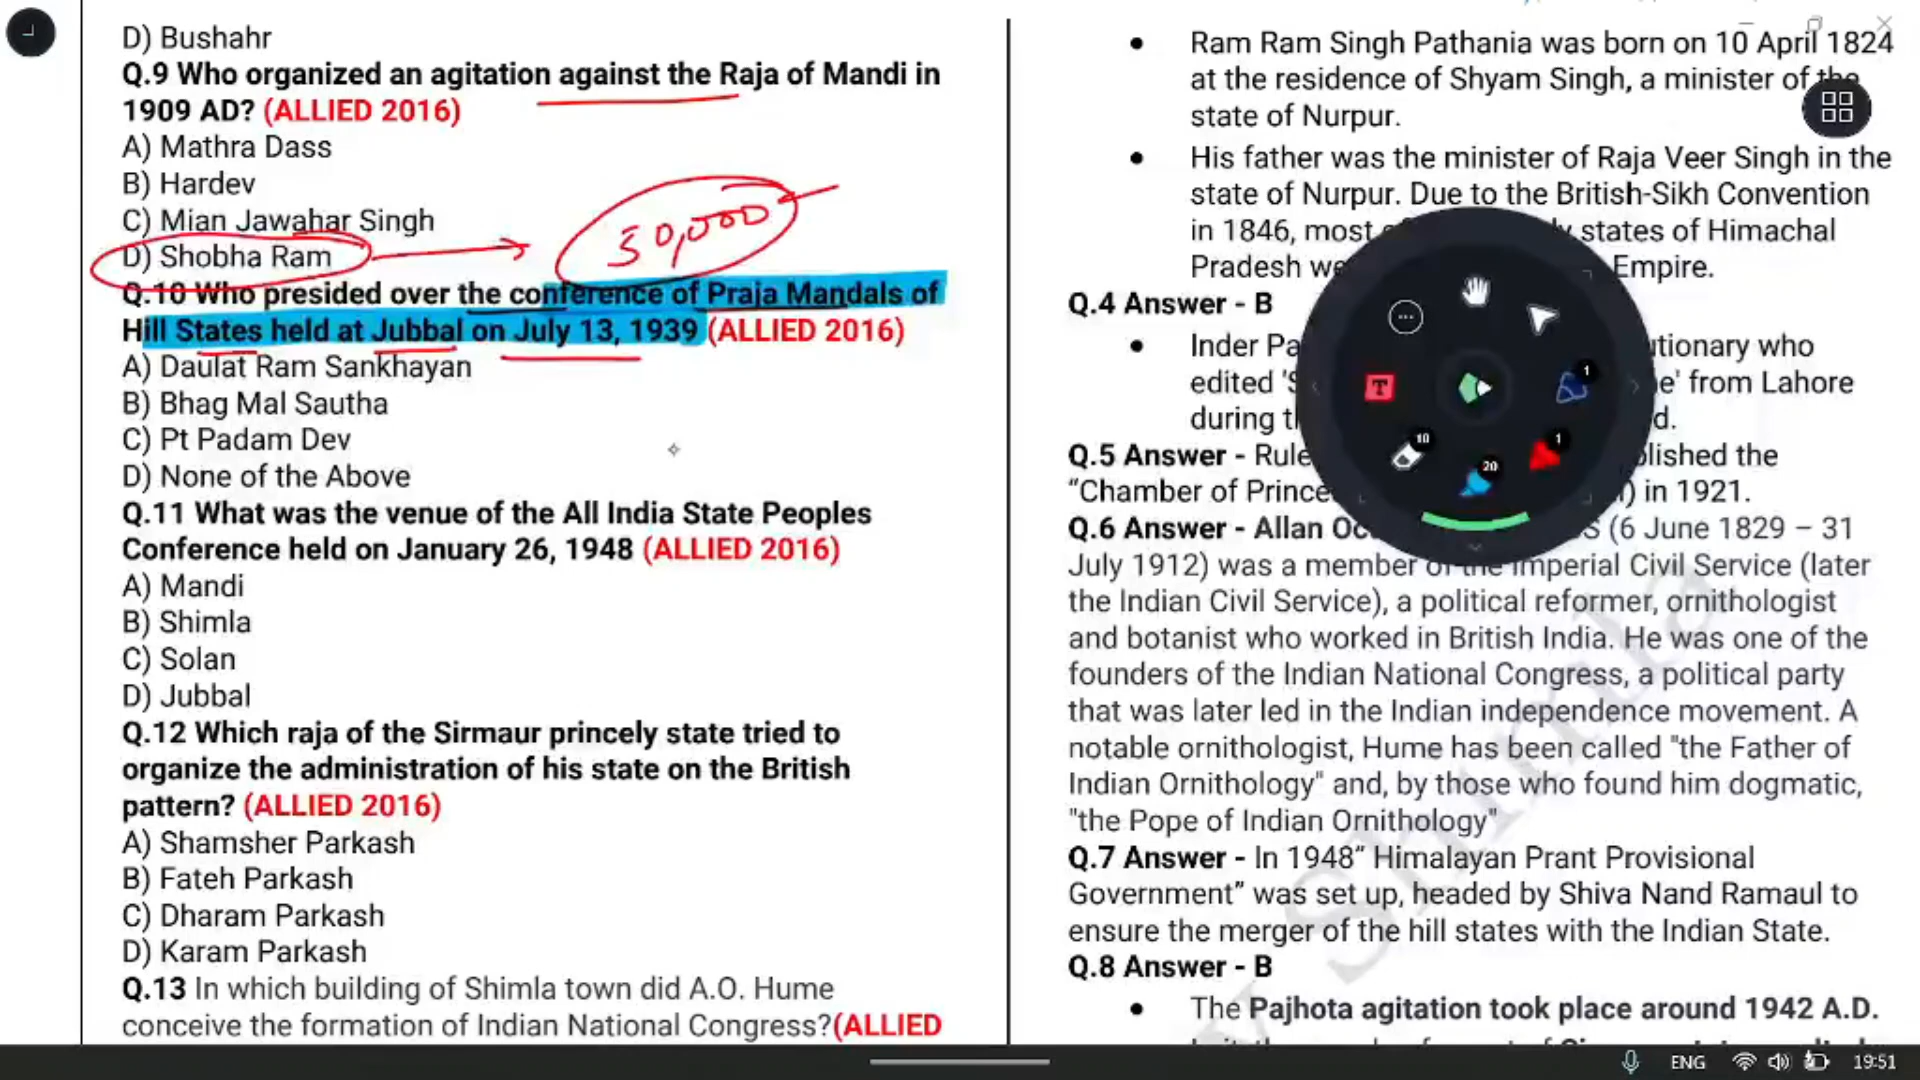 D) Bushahr
Q.9 Who organized an agitation against the Raja of Mandi in
1909 AD? (ALLIED 2016)
A) Mathra Dass
B) Hardev
C) Mian Jawahar Singh
D) Shobha Ram
50,000
Q.10 Who presided over the conference of Praja Mandals of
Hill States held at Jubbal on July 13, 1939 (ALLIED 2016)
A) Daulat Ram Sankhayan
B) Bhag Mal Sautha
C) Pt Padam Dev
D) None of the Above
Q.11 What was the venue of the All India State Peoples
Conference held on January 26, 1948 (ALLIED 2016)
A) Mandi
B) Shimla
C) Solan
D) Jubbal
Q.12 Which raja of the Sirmaur princely state tried to
organize the administration of his state on the British
pattern? (ALLIED 2016)
A) Shamsher Parkash
B) Fateh Parkash
C) Dharam Parkash
D) Karam Parkash
Q.13 In which building of Shimla town did A.O. Hume
conceive the formation of Indian National Congress?(ALLIED
• Ram Ram Singh Pathania was born on 10 April 1824
at the residence of Shyam Singh, a minister of the
state of Nurpur.
• His father was the minister of Raja Veer Singh in the
state of Nurpur. Due to the British-Sikh Convention
in 1846, most states of Himachal
Pradesh Empire.
Q.4 Answer - B
• Inder who
edited from Lahore
during
Q.5 Answer - the
“Chamber of in 1921.
Q.6 Answer - Allan (6 June 1829 – 31
July 1912) was a member of the Imperial Civil Service (later
the Indian Civil Service), a political reformer, ornithologist
and botanist who worked in British India. He was one of the
founders of the Indian National Congress, a political party
that was later led in the Indian independence movement. A
notable ornithologist, Hume has been called "the Father of
Indian Ornithology" and, by those who found him dogmatic,
"the Pope of Indian Ornithology"
Q.7 Answer - In 1948” Himalayan Prant Provisional
Government” was set up, headed by Shiva Nand Ramaul to
ensure the merger of the hill states with the Indian State.
Q.8 Answer - B
• The Pajhota agitation took place around 1942 A.D.
Shimla
T
1
10
20
1
ENG
19:51